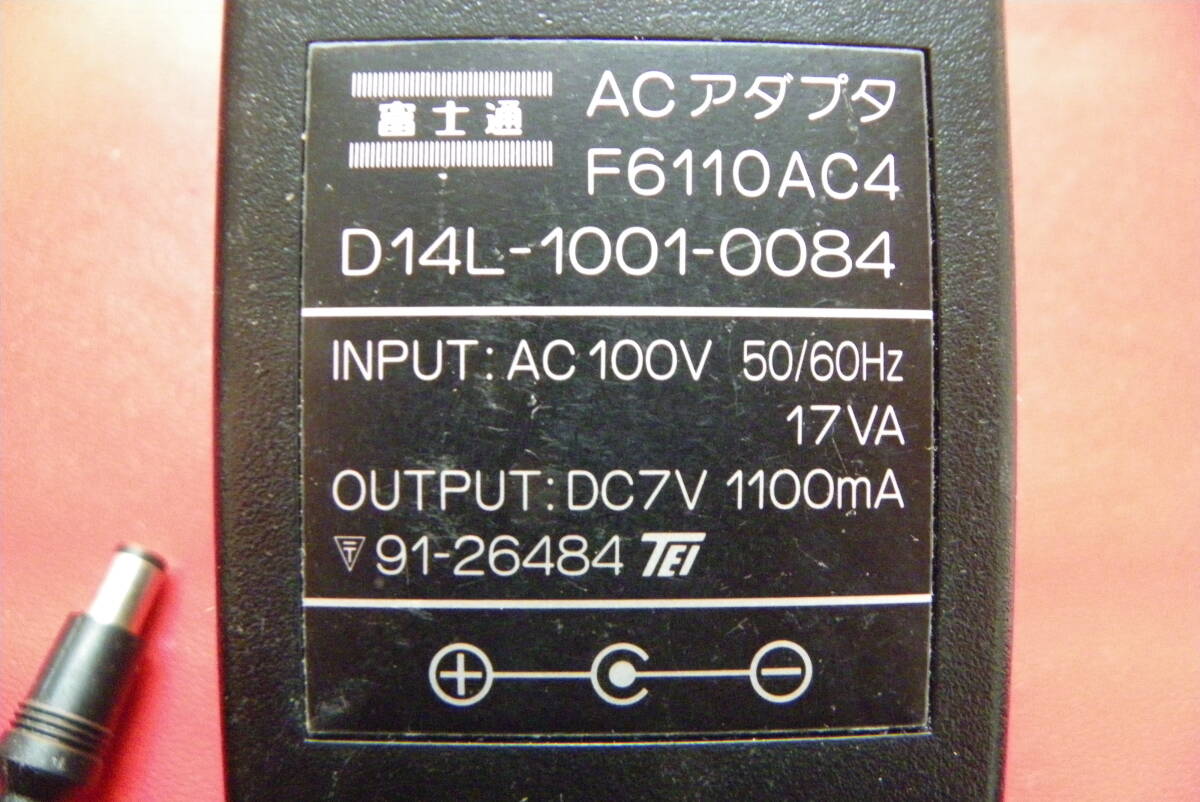 富士通
ACアダプタ
F6110AC4
D14L-1001-0084
INPUT: AC 100V 50/60Hz
17VA
OUTPUT: DC7V 1100mA
〒 91-26484 TEI